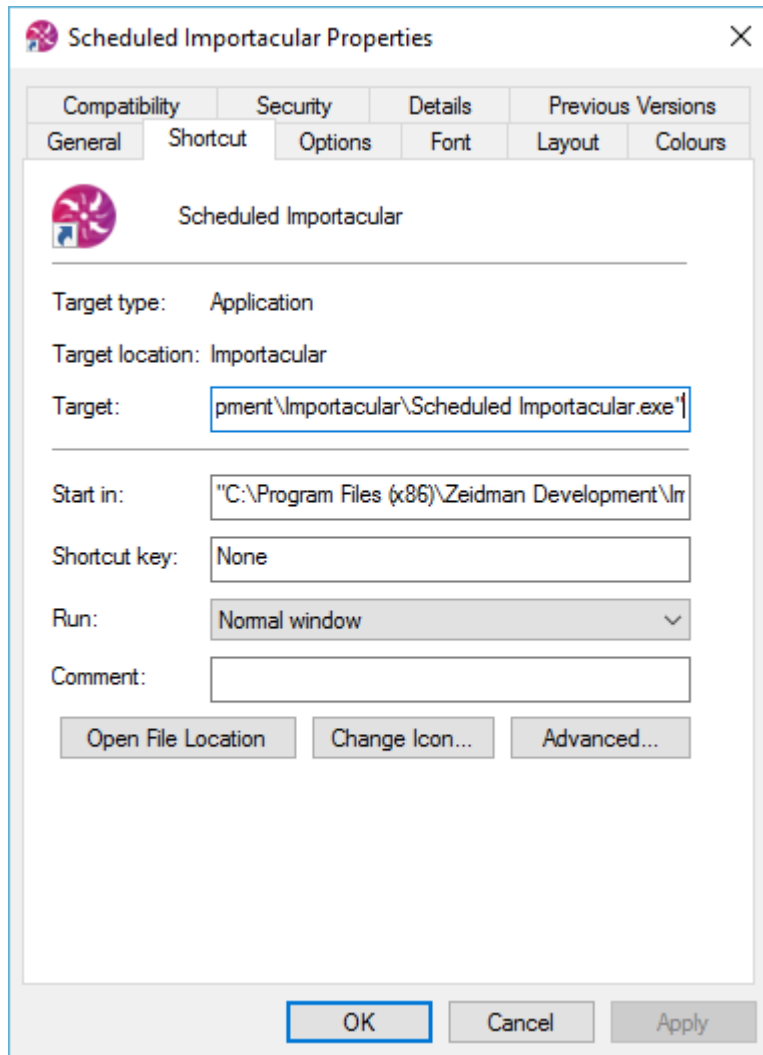 Scheduled Importacular Properties
Compatibility Security Details Previous Versions
General Shortcut Options Font Layout Colours
Scheduled Importacular
Target type: Application
Target location: Importacular
Target: pment\Importacular\Scheduled Importacular.exe"
Start in: "C:\Program Files (x86)\Zeidman Development\Im
Shortcut key: None
Run: Normal window
Comment:
Open File Location Change Icon... Advanced...
OK Cancel Apply